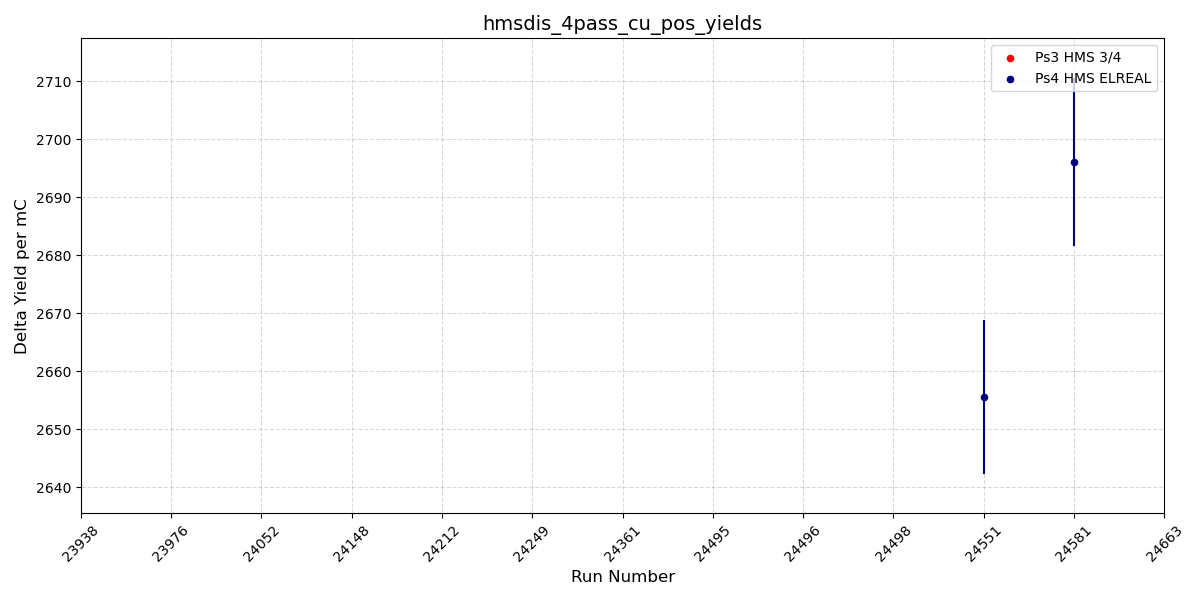 hmsdis_4pass_cu_pos_yields
Ps3 HMS 3/4
Ps4 HMS ELREAL
Delta Yield per mC
2710
2700
2690
2680
2670
2660
2650
2640
23938 23976 24052 24148 24212 24249 24361 24495 24496 24498 24551 24581 24663
Run Number